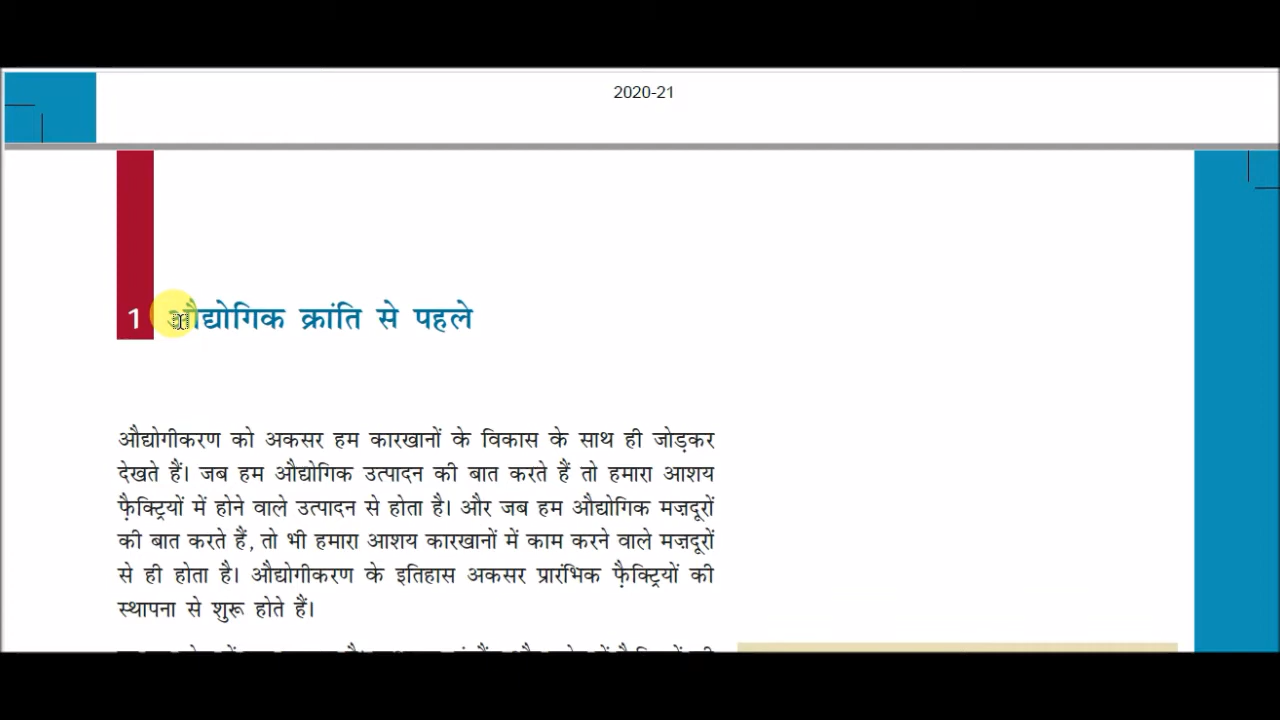 2020-21
1 औद्योगिक क्रांति से पहले
औद्योगीकरण को अकसर हम कारखानों के विकास के साथ ही जोड़कर
देखते हैं। जब हम औद्योगिक उत्पादन की बात करते हैं तो हमारा आशय
फ़ैक्ट्रियों में होने वाले उत्पादन से होता है। और जब हम औद्योगिक मज़दूरों
की बात करते हैं, तो भी हमारा आशय कारखानों में काम करने वाले मज़दूरों
से ही होता है। औद्योगीकरण के इतिहास अकसर प्रारंभिक फ़ैक्ट्रियों की
स्थापना से शुरू होते हैं।